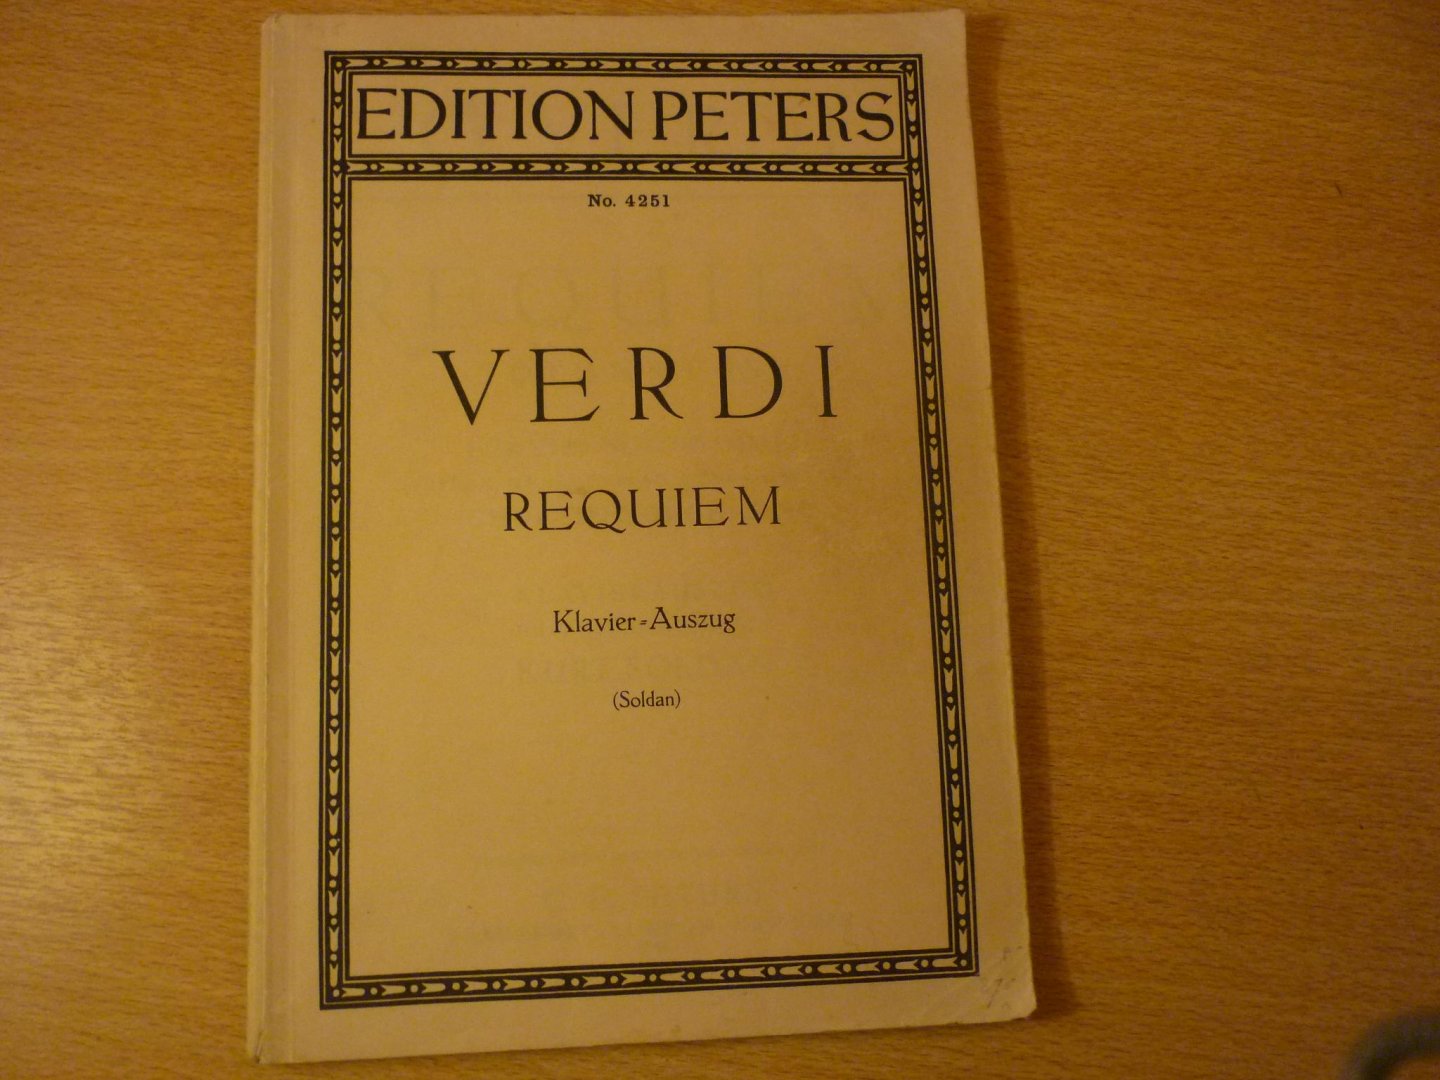 EDITION PETERS
No. 4251
VERDI
REQUIEM
Klavier=Auszug
(Soldan)